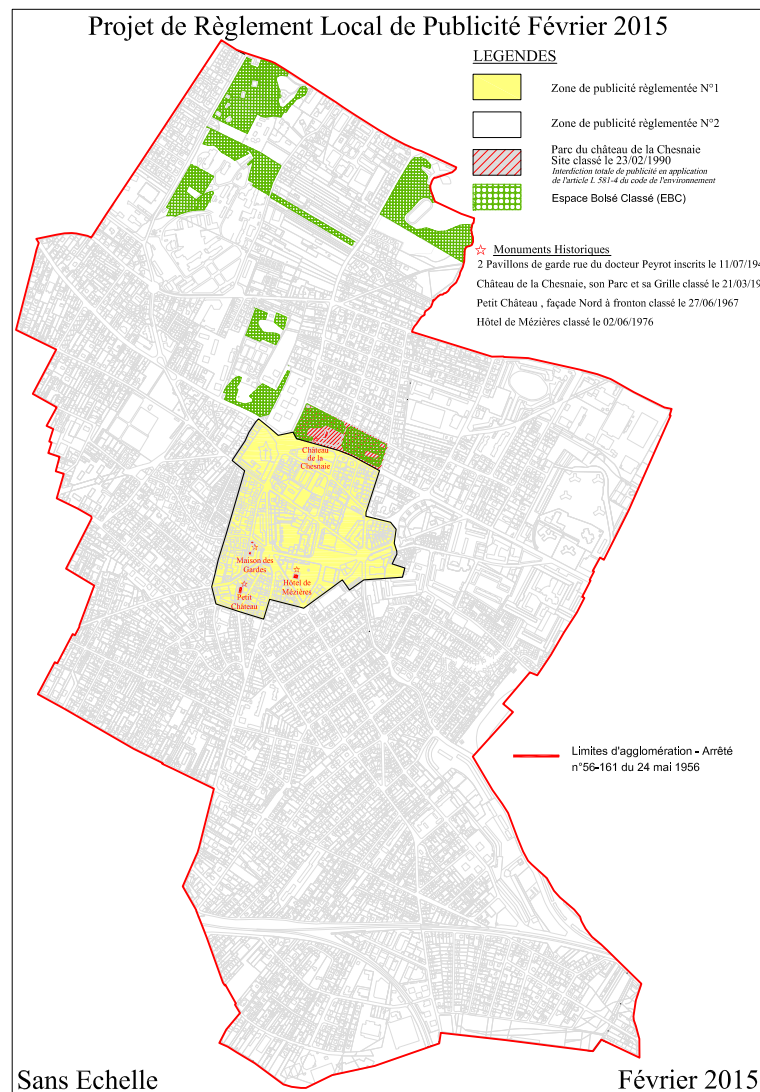 Projet de Règlement Local de Publicité Février 2015
LEGENDES
Zone de publicité règlementée N°1
Zone de publicité règlementée N°2
Parc du château de la Chesnaie
Site classé le 23/02/1990
Interdiction totale de publicité en application
de l'article L 581-4 du code de l'environnement
Espace Bolsé Classé (EBC)
Monuments Historiques
2 Pavillons de garde rue du docteur Peyrot inscrits le 11/07/194
Château de la Chesnaie, son Parc et sa Grille classé le 21/03/19
Petit Château , façade Nord à fronton classé le 27/06/1967
Hôtel de Mézières classé le 02/06/1976
Château
de la
Chesnaie
Maison des
Gardes
Hôtel de
Mézières
Petit
Château
Limites d'agglomération - Arrêté
n°56-161 du 24 mai 1956
Sans Echelle
Février 2015